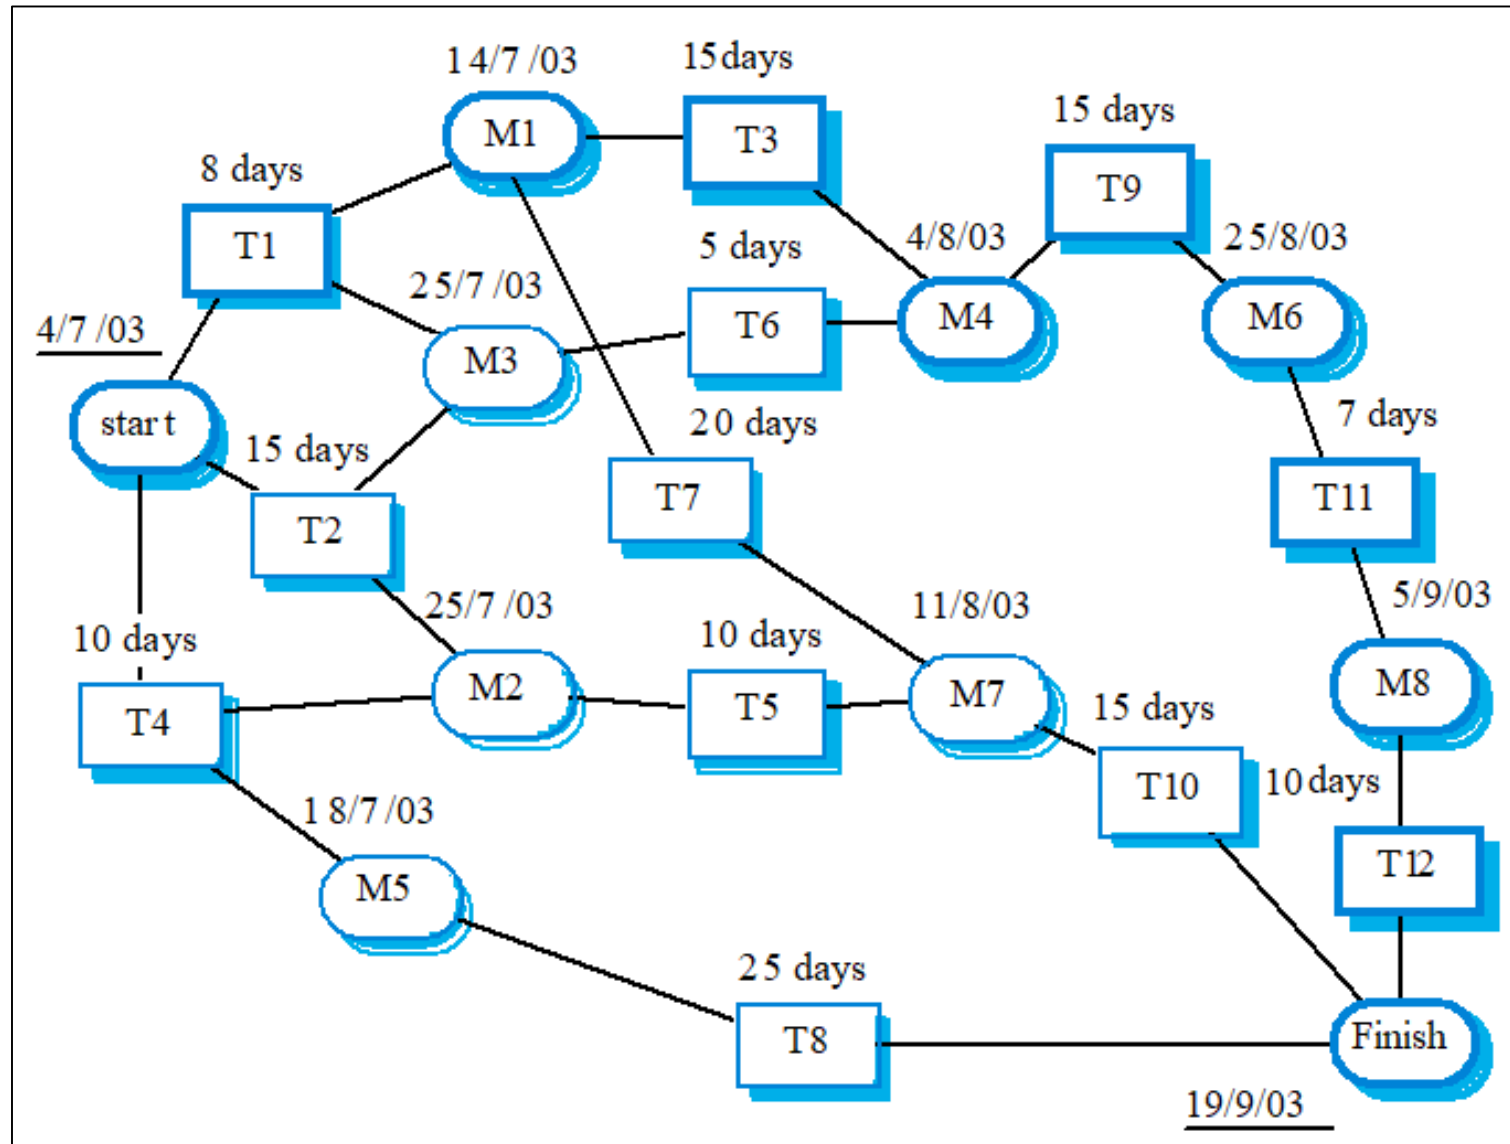 14/7/03
15days
M1
T3
15 days
8 days
T9
T1
5 days
4/8/03
25/8/03
25/7/03
4/7/03
M3
T6
M4
M6
start
20 days
7 days
15 days
T7
T11
T2
25/7/03
11/8/03
5/9/03
10 days
10 days
M2
M7
M8
T4
T5
15 days
T10
10days
18/7/03
M5
T12
25 days
T8
Finish
19/9/03